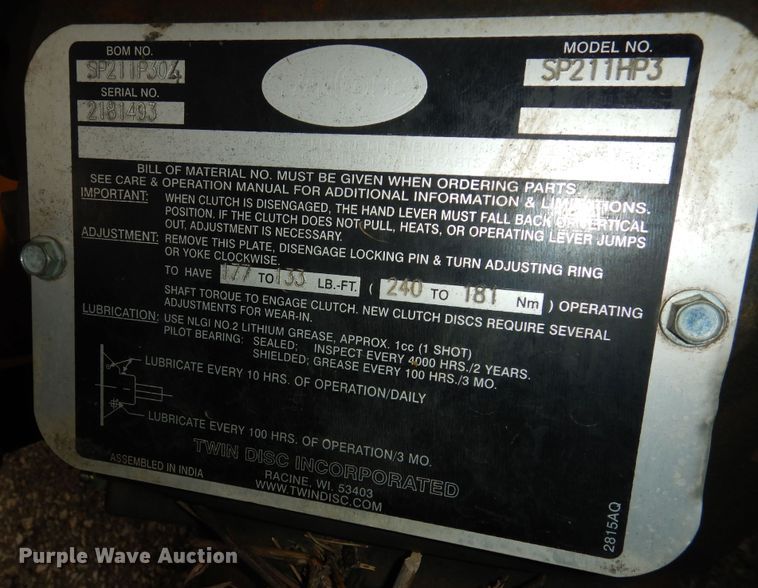 BOM NO.
SP211P304
MODEL NO.
SP211HP3
SERIAL NO.
2181493
BILL OF MATERIAL NO. MUST BE GIVEN WHEN ORDERING PARTS.
SEE CARE & OPERATION MANUAL FOR ADDITIONAL INFORMATION & LIMITATIONS.
IMPORTANT: WHEN CLUTCH IS DISENGAGED, THE HAND LEVER MUST FALL BACK OF VERTICAL
POSITION. IF THE CLUTCH DOES NOT PULL, HEATS, OR OPERATING LEVER JUMPS
OUT, ADJUSTMENT IS NECESSARY.
ADJUSTMENT: REMOVE THIS PLATE, DISENGAGE LOCKING PIN & TURN ADJUSTING RING
OR YOKE CLOCKWISE.
TO HAVE 177 TO 133 LB.-FT. ( 240 TO 181 Nm ) OPERATING
SHAFT TORQUE TO ENGAGE CLUTCH. NEW CLUTCH DISCS REQUIRE SEVERAL
ADJUSTMENTS FOR WEAR-IN.
LUBRICATION: USE NLGI NO.2 LITHIUM GREASE, APPROX. 1cc (1 SHOT)
PILOT BEARING: SEALED; INSPECT EVERY 4000 HRS./2 YEARS.
SHIELDED; GREASE EVERY 100 HRS./3 MO.
LUBRICATE EVERY 10 HRS. OF OPERATION/DAILY
LUBRICATE EVERY 100 HRS. OF OPERATION/3 MO.
TWIN DISC INCORPORATED
ASSEMBLED IN INDIA
RACINE, WI. 53403
WWW.TWINDISC.COM
2815AQ
Purple Wave Auction